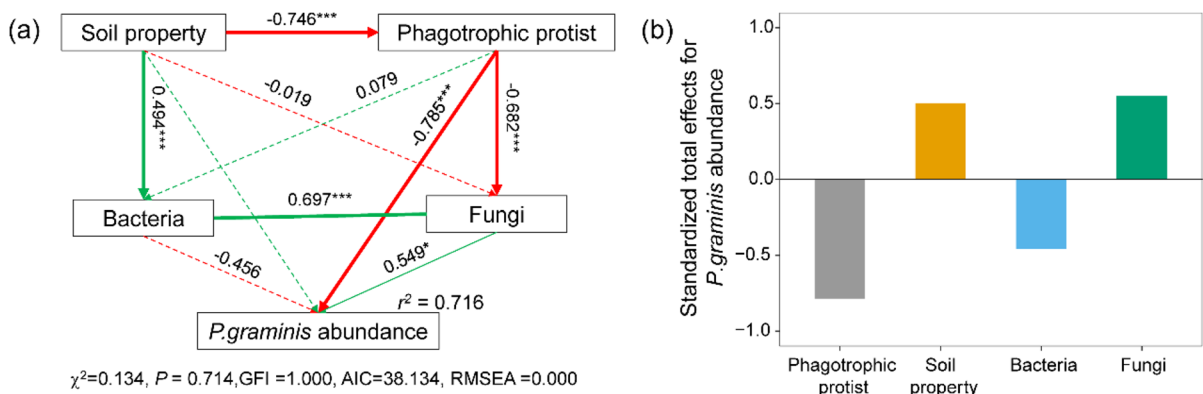 (a)
Soil property
-0.746***
Phagotrophic protist
0.494***
-0.019
0.079
-0.785***
-0.682***
Bacteria
0.697***
Fungi
-0.456
0.549*
r² = 0.716
P.graminis abundance
χ²=0.134, P = 0.714,GFI =1.000, AIC=38.134, RMSEA =0.000
(b)
Standardized total effects for
P.graminis abundance
1.0
0.5
0.0
−0.5
−1.0
Phagotrophic
protist
Soil
property
Bacteria
Fungi